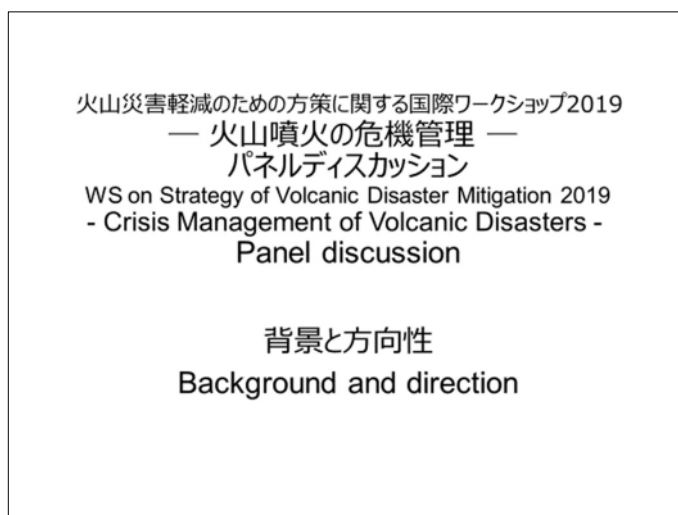 火山災害軽減のための方策に関する国際ワークショップ2019
― 火山噴火の危機管理 ―
パネルディスカッション
WS on Strategy of Volcanic Disaster Mitigation 2019
- Crisis Management of Volcanic Disasters -
Panel discussion
背景と方向性
Background and direction